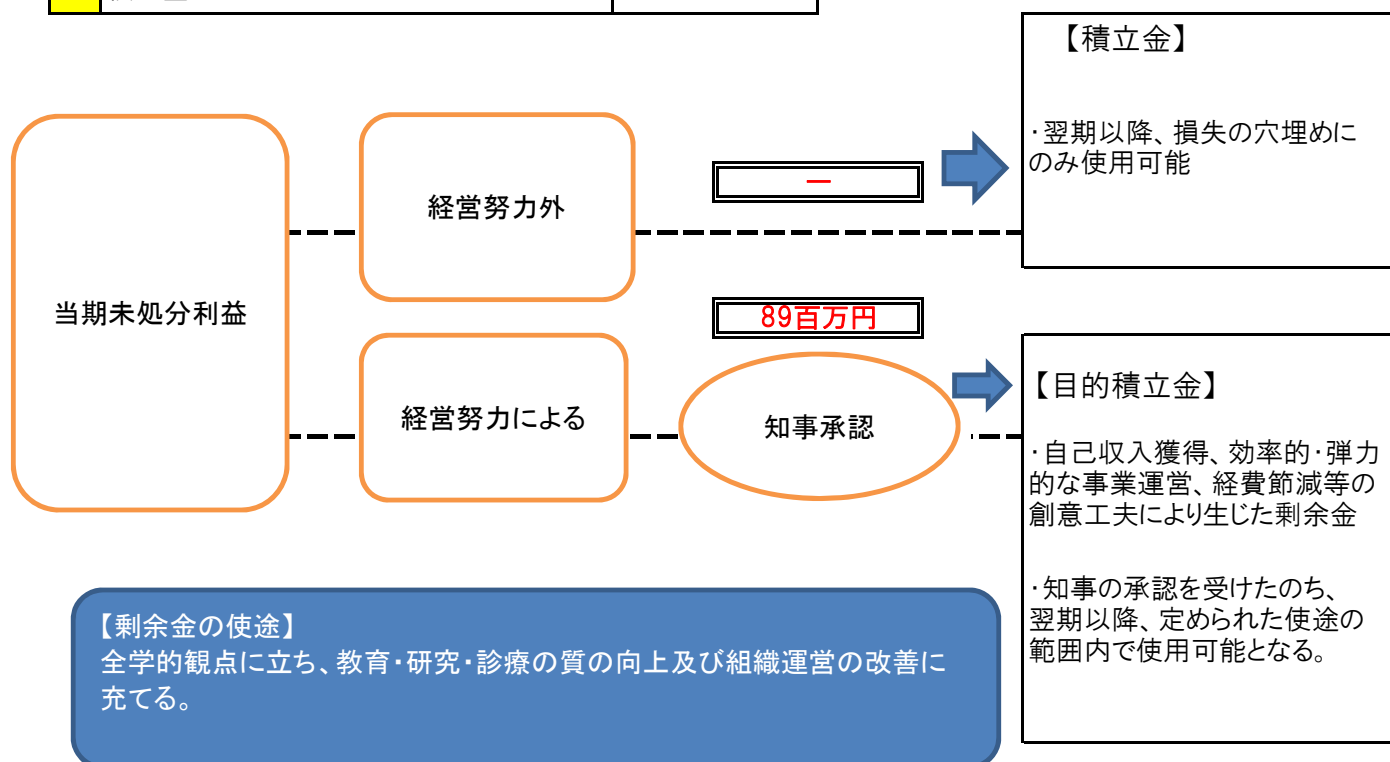 【積立金】
・翌期以降、損失の穴埋めに
のみ使用可能
経営努力外
―
当期未処分利益
89百万円
経営努力による
知事承認
【目的積立金】
・自己収入獲得、効率的・弾力
的な事業運営、経費節減等の
創意工夫により生じた剰余金
・知事の承認を受けたのち、
翌期以降、定められた使途の
範囲内で使用可能となる。
【剰余金の使途】
全学的観点に立ち、教育・研究・診療の質の向上及び組織運営の改善に
充てる。